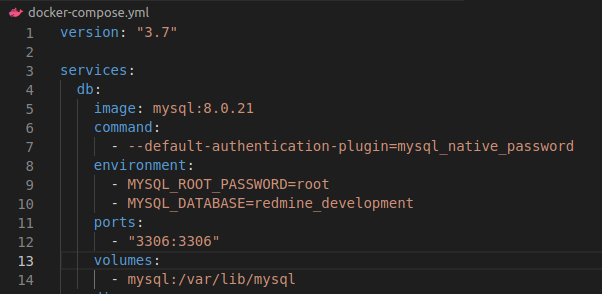 docker-compose.yml
1 version: "3.7"
2
3 services:
4   db:
5     image: mysql:8.0.21
6     command:
7       - --default-authentication-plugin=mysql_native_password
8     environment:
9       - MYSQL_ROOT_PASSWORD=root
10       - MYSQL_DATABASE=redmine_development
11     ports:
12       - "3306:3306"
13     volumes:
14       - mysql:/var/lib/mysql